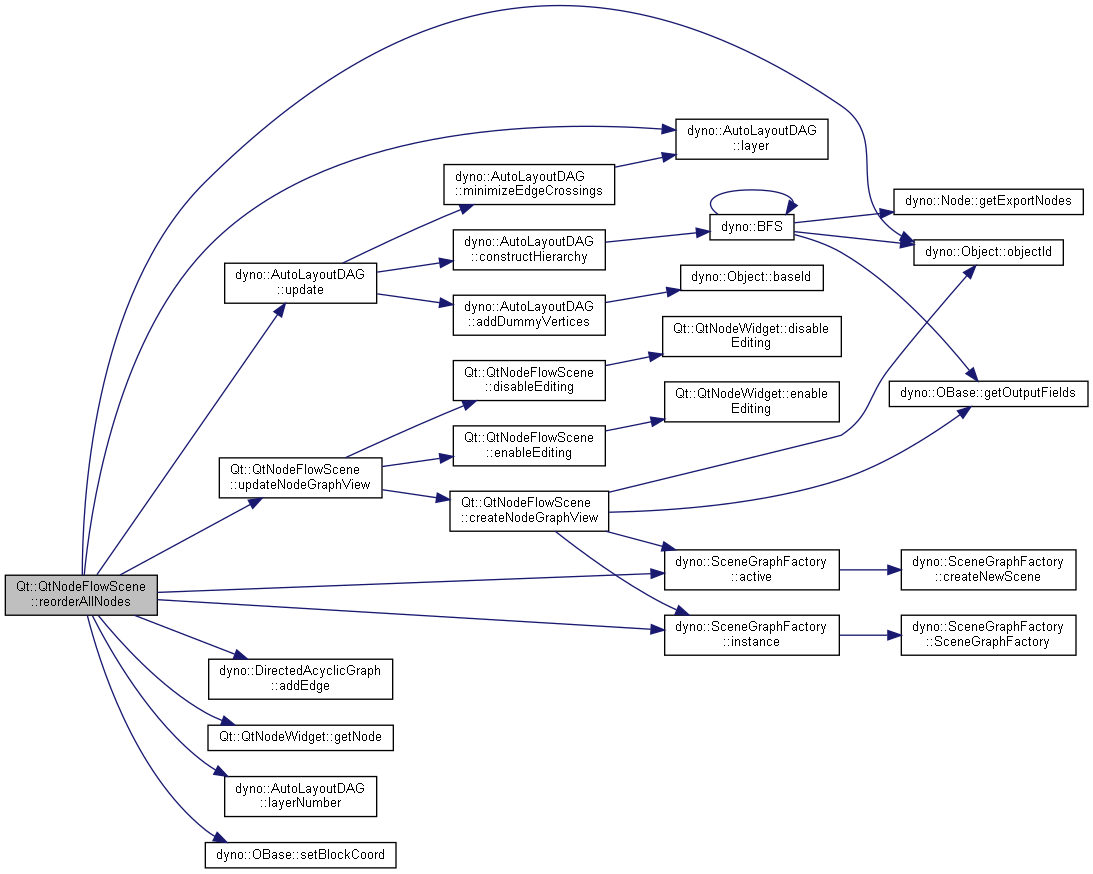 dyno::AutoLayoutDAG
::layer
dyno::AutoLayoutDAG
::minimizeEdgeCrossings
dyno::Node::getExportNodes
dyno::BFS
dyno::AutoLayoutDAG
::constructHierarchy
dyno::Object::objectId
dyno::AutoLayoutDAG
::update
dyno::Object::baseId
dyno::AutoLayoutDAG
::addDummyVertices
Qt::QtNodeWidget::disable
Editing
Qt::QtNodeFlowScene
::disableEditing
Qt::QtNodeWidget::enable
Editing
dyno::OBase::getOutputFields
Qt::QtNodeFlowScene
::enableEditing
Qt::QtNodeFlowScene
::updateNodeGraphView
Qt::QtNodeFlowScene
::createNodeGraphView
dyno::SceneGraphFactory
::active
dyno::SceneGraphFactory
::createNewScene
Qt::QtNodeFlowScene
::reorderAllNodes
dyno::SceneGraphFactory
::instance
dyno::SceneGraphFactory
::SceneGraphFactory
dyno::DirectedAcyclicGraph
::addEdge
Qt::QtNodeWidget::getNode
dyno::AutoLayoutDAG
::layerNumber
dyno::OBase::setBlockCoord